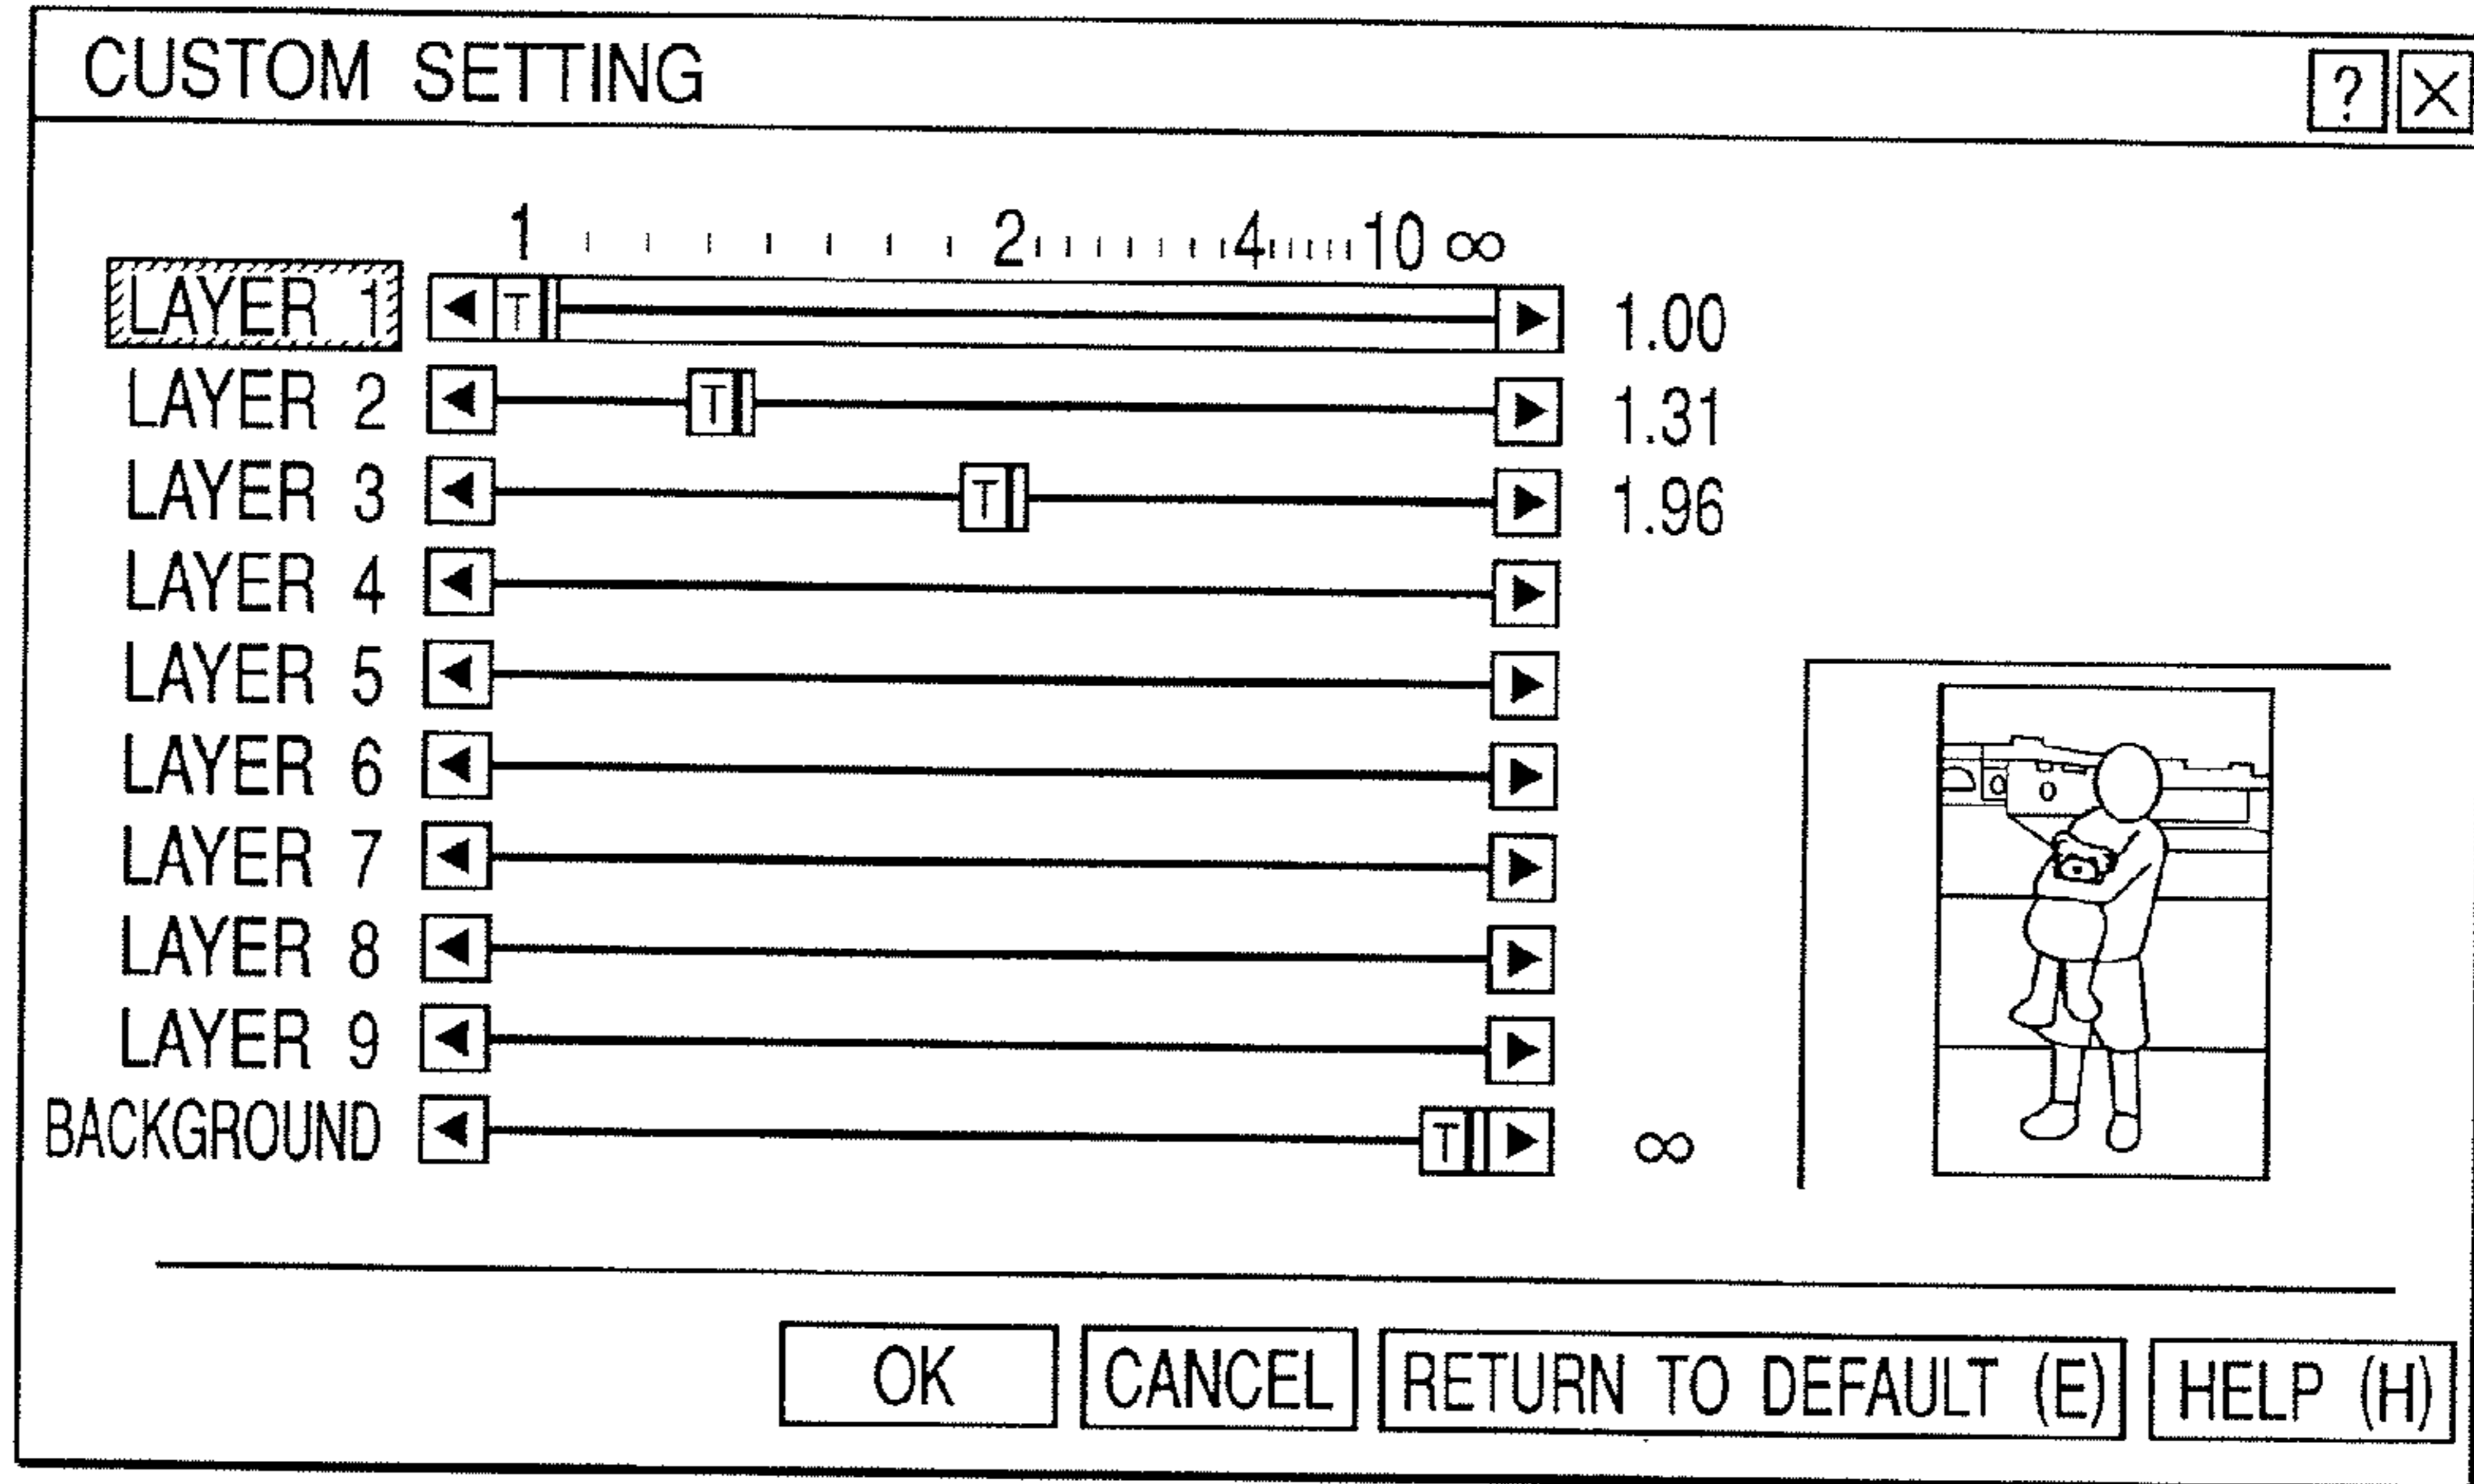 CUSTOM SETTING ? X
1 2 4 10 ∞
LAYER 1 T 1.00
LAYER 2 T 1.31
LAYER 3 T 1.96
LAYER 4
LAYER 5
LAYER 6
LAYER 7
LAYER 8
LAYER 9
BACKGROUND T ∞
OK CANCEL RETURN TO DEFAULT (E) HELP (H)